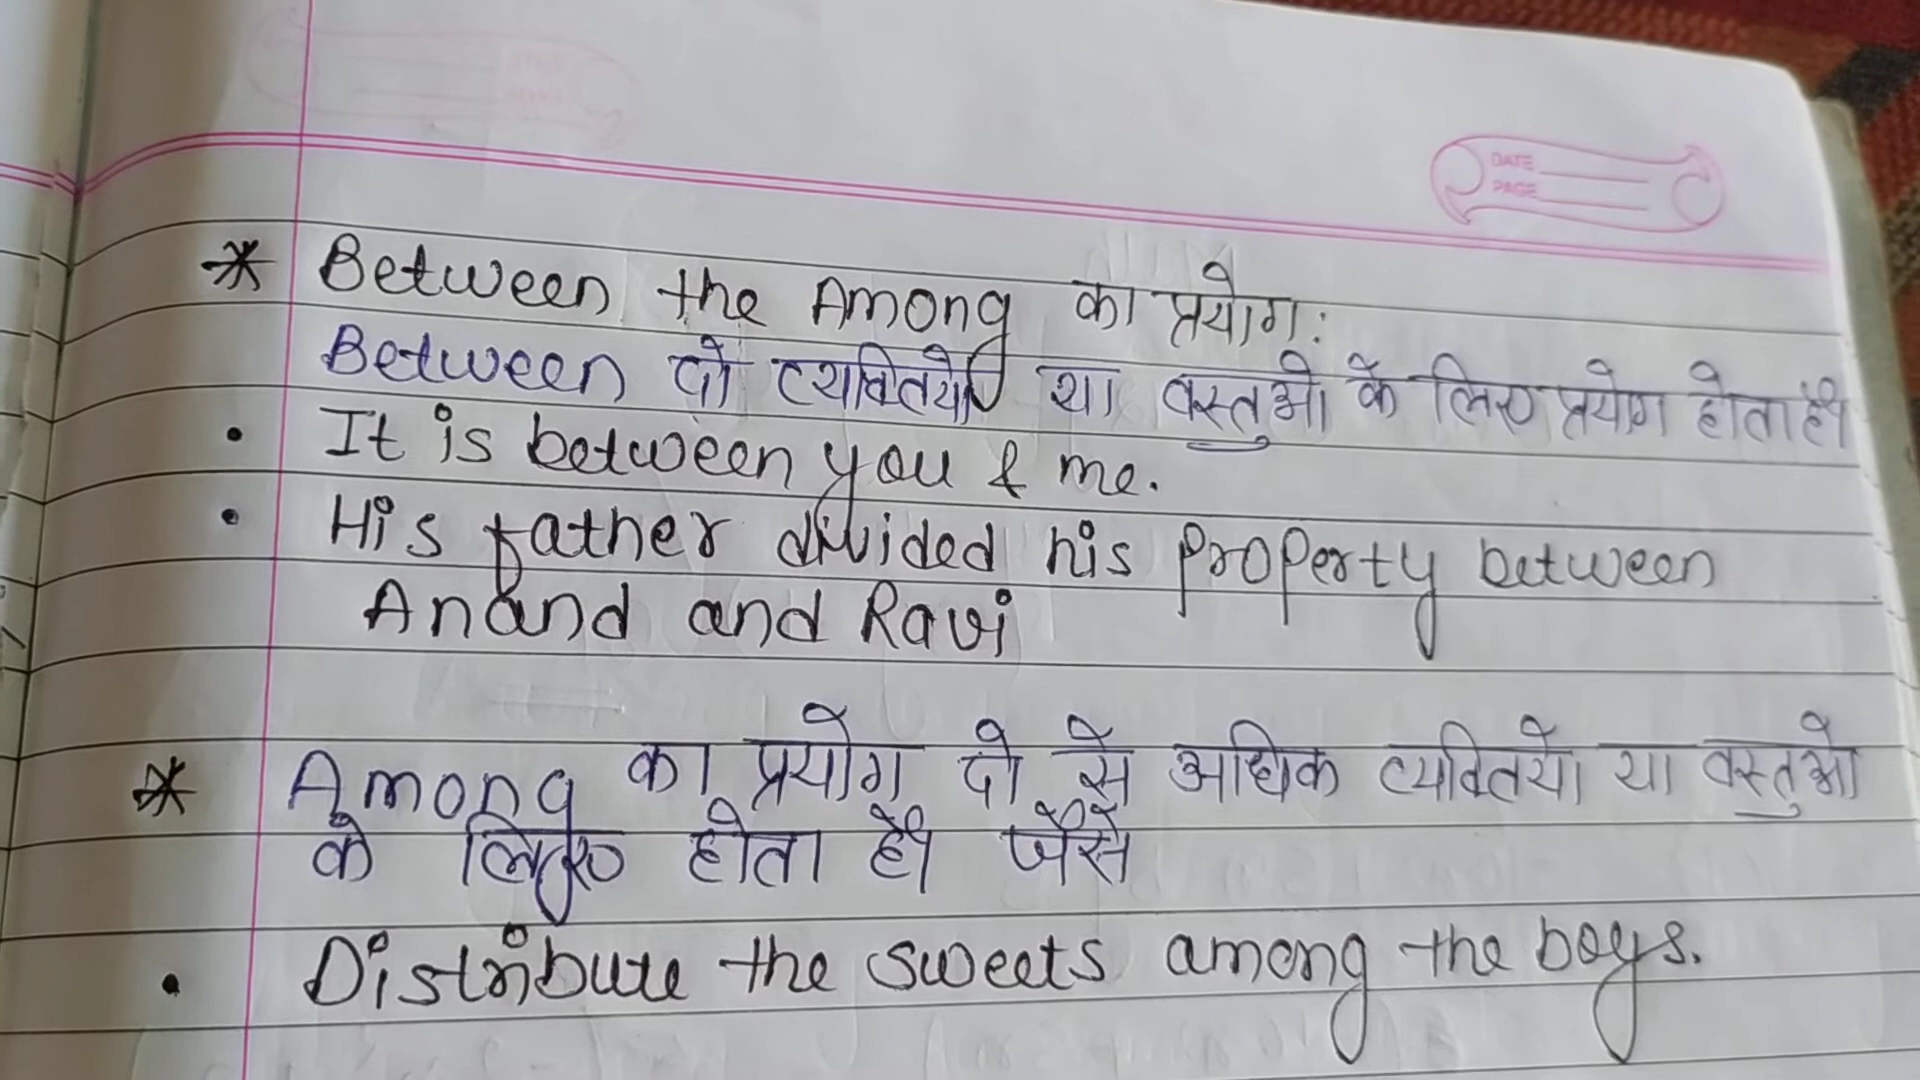 DATE
PAGE
* Between the Among का प्रयोग:
Between दो व्यक्तियों या वस्तुओ के लिए प्रयोग होता है।
• It is between you & me.
• His father divided his property between
Anand and Ravi
* Among का प्रयोग दो से अधिक व्यक्तियो या वस्तुओ
के लिए होता है। जैसे
• Distribute the sweets among the boys.